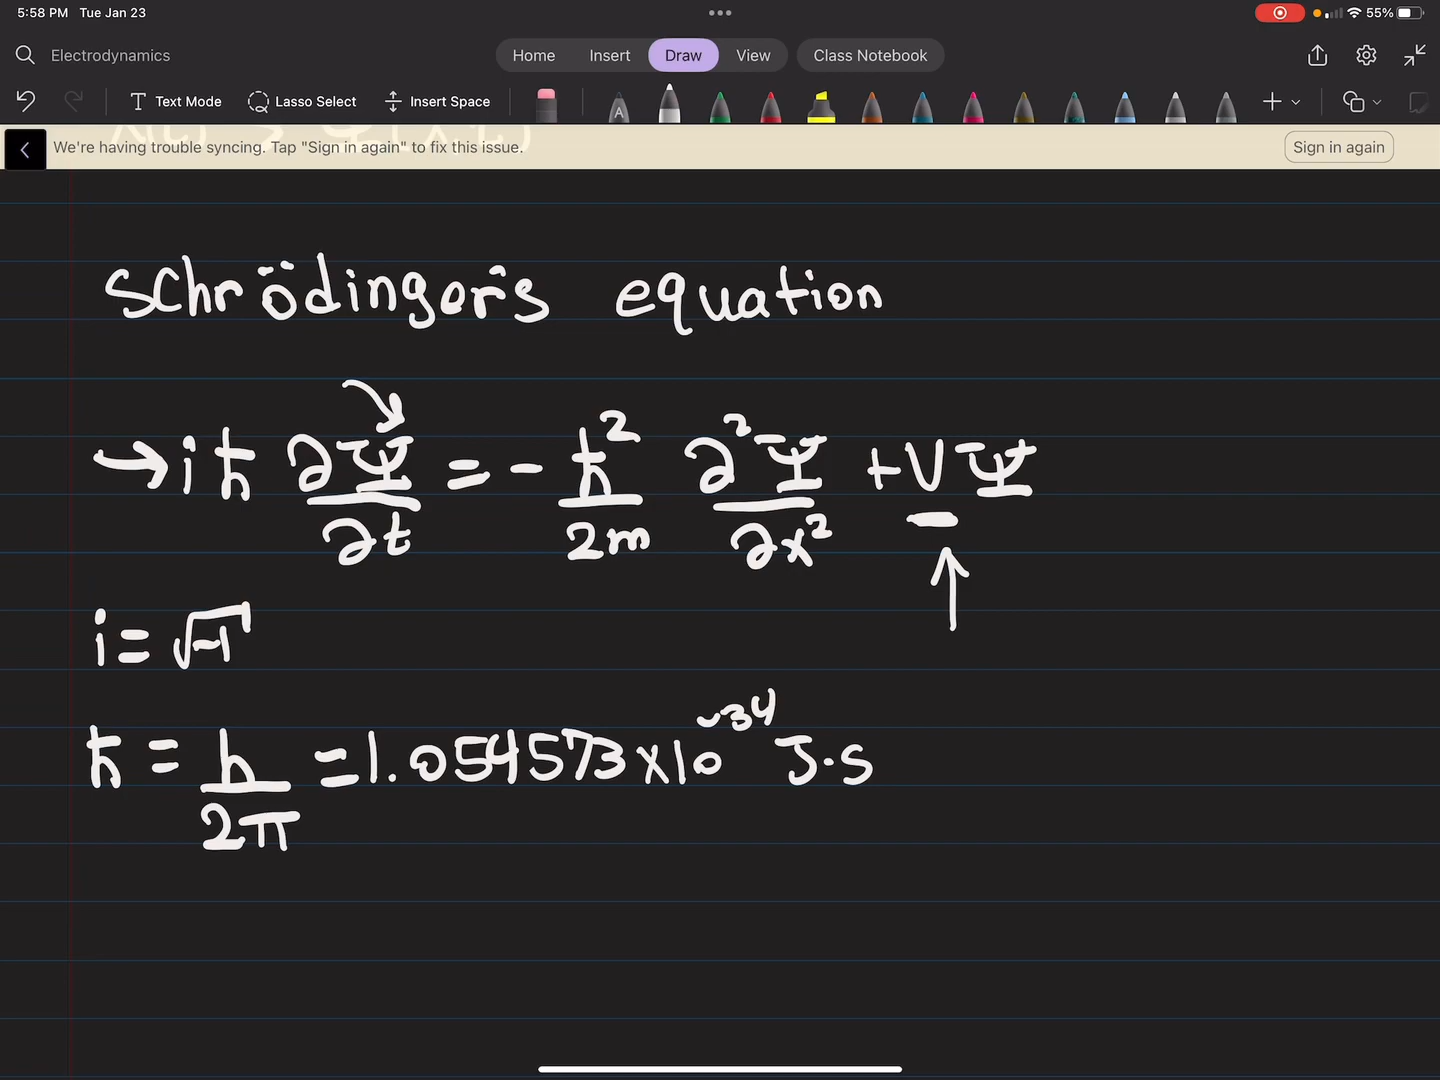 5:58 PM Tue Jan 23
55%
Electrodynamics
Home Insert Draw View Class Notebook
Text Mode Lasso Select Insert Space
A
We're having trouble syncing. Tap "Sign in again" to fix this issue. Sign in again
Schrödinger's equation
→ iħ ∂Ψ/∂t = - ħ²/2m ∂²Ψ/∂x² + VΨ
i = √-1
ħ = h/2π = 1.054573 x 10⁻³⁴ J·s